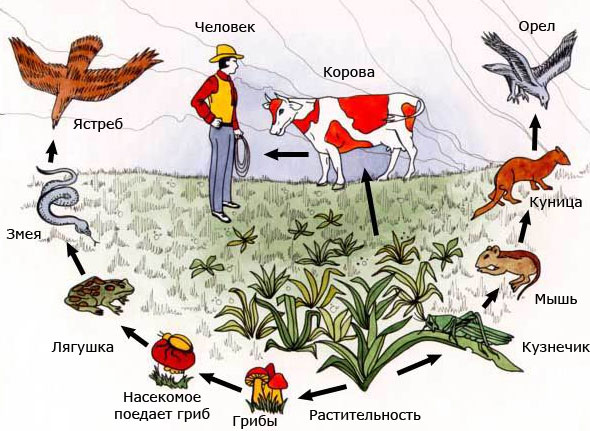 Человек
Орел
Корова
Ястреб
Куница
Змея
Мышь
Лягушка
Кузнечик
Насекомое
поедает гриб
Грибы
Растительность